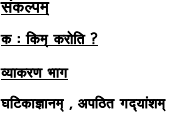 संकल्पम्
क : किम् करोति ?
व्याकरण भाग
घटिकाज्ञानम् , अपठित गद्यांशम्